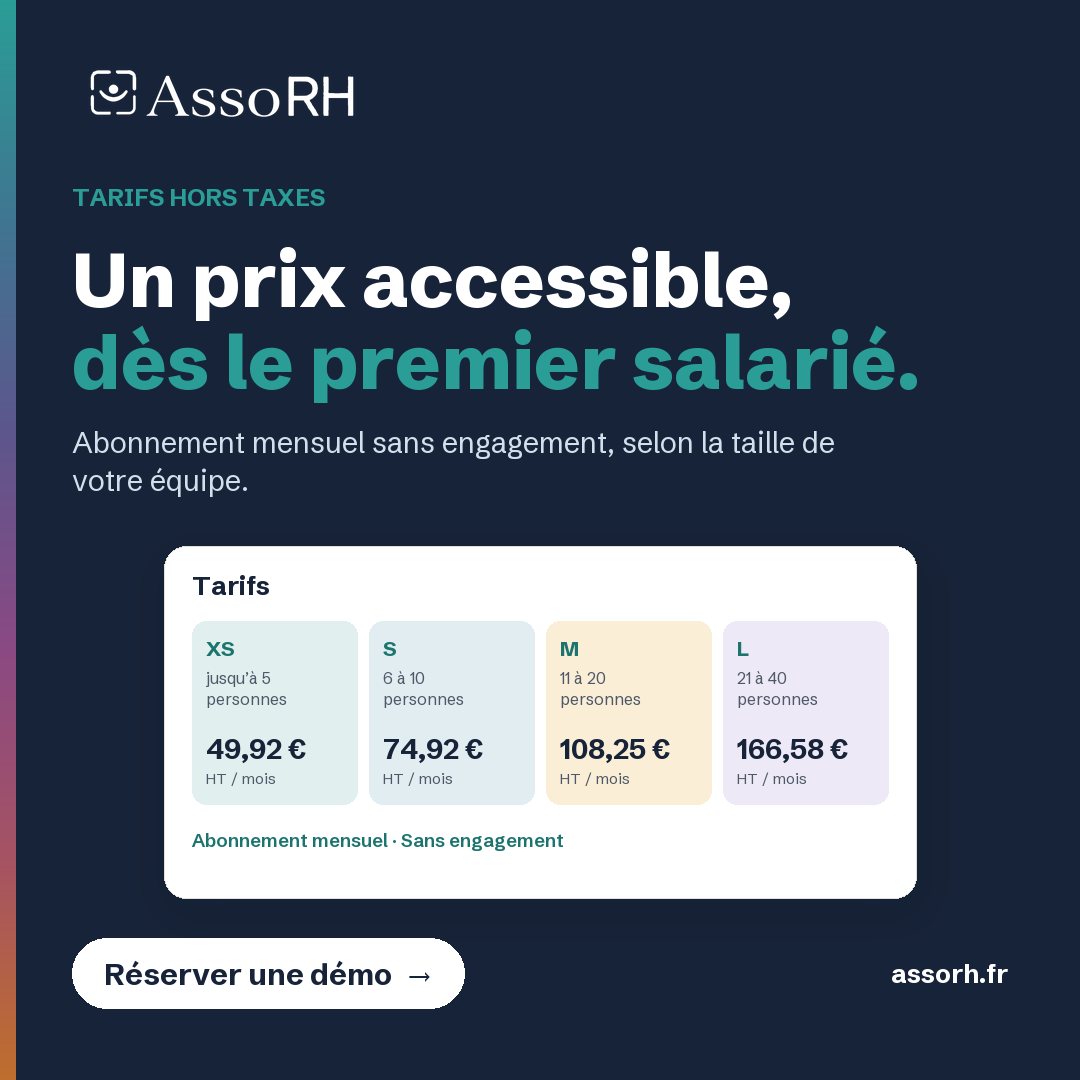 AssoRH
TARIFS HORS TAXES
Un prix accessible,
dès le premier salarié.
Abonnement mensuel sans engagement, selon la taille de
votre équipe.
Tarifs
XS
jusqu’à 5
personnes
49,92 €
HT / mois
S
6 à 10
personnes
74,92 €
HT / mois
M
11 à 20
personnes
108,25 €
HT / mois
L
21 à 40
personnes
166,58 €
HT / mois
Abonnement mensuel · Sans engagement
Réserver une démo →
assorh.fr